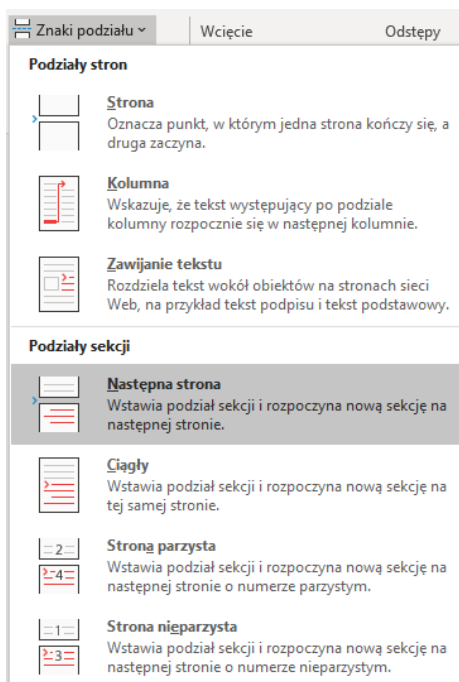 Znaki podziału
Wcięcie
Odstępy
Podziały stron
Strona
Oznacza punkt, w którym jedna strona kończy się, a
druga zaczyna.
Kolumna
Wskazuje, że tekst występujący po podziale
kolumny rozpocznie się w następnej kolumnie.
Zawijanie tekstu
Rozdziela tekst wokół obiektów na stronach sieci
Web, na przykład tekst podpisu i tekst podstawowy.
Podziały sekcji
Następna strona
Wstawia podział sekcji i rozpoczyna nową sekcję na
następnej stronie.
Ciągły
Wstawia podział sekcji i rozpoczyna nową sekcję na
tej samej stronie.
2
4
Strona parzysta
Wstawia podział sekcji i rozpoczyna nową sekcję na
następnej stronie o numerze parzystym.
1
3
Strona nieparzysta
Wstawia podział sekcji i rozpoczyna nową sekcję na
następnej stronie o numerze nieparzystym.